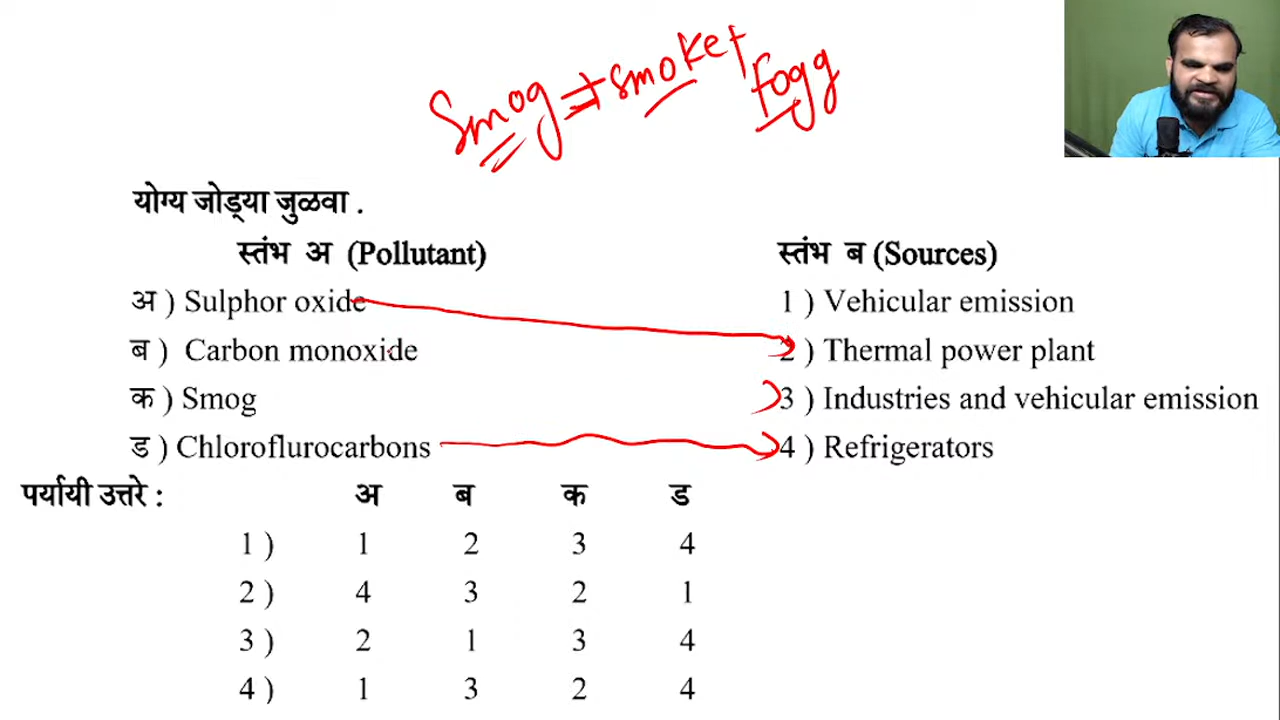 Smog ⇒ smoke + Fogg
योग्य जोड्या जुळवा .
स्तंभ अ (Pollutant) स्तंभ ब (Sources)
अ ) Sulphor oxide 1 ) Vehicular emission
ब ) Carbon monoxide 2 ) Thermal power plant
क ) Smog 3 ) Industries and vehicular emission
ड ) Chloroflurocarbons 4 ) Refrigerators
पर्यायी उत्तरे : अ ब क ड
1 ) 1 2 3 4
2 ) 4 3 2 1
3 ) 2 1 3 4
4 ) 1 3 2 4